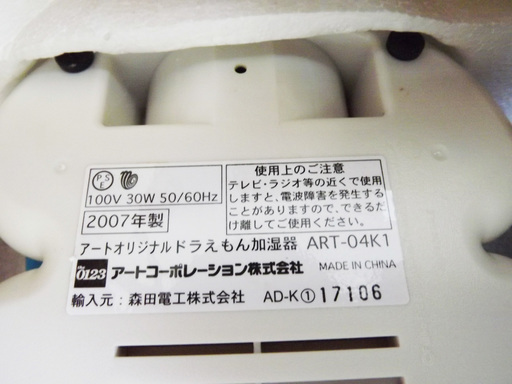 PSE
100V 30W 50/60Hz
2007年製
使用上のご注意
テレビ・ラジオ等の近くで使用
しますと、電波障害を発生する
ことがありますので、できるだ
け離してご使用ください。
アートオリジナルドラえもん加湿器 ART-04K1
the 0123 アートコーポレーション株式会社 MADE IN CHINA
輸入元：森田電工株式会社 AD-K①17106